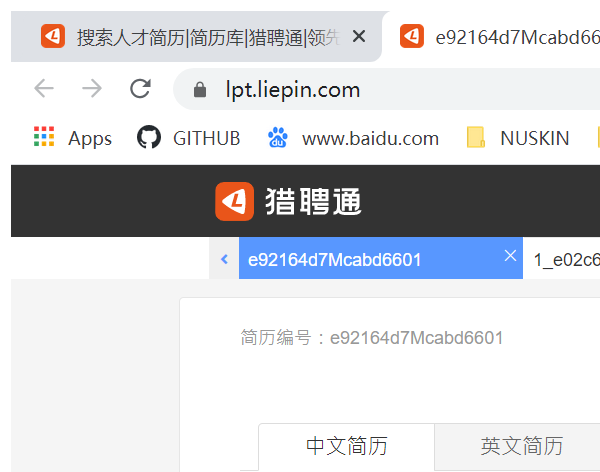 搜索人才简历|简历库|猎聘通|领先
e92164d7Mcabd66
lpt.liepin.com
Apps
GITHUB
du
www.baidu.com
NUSKIN
猎聘通
e92164d7Mcabd6601
1_e02c6
简历编号：e92164d7Mcabd6601
中文简历
英文简历